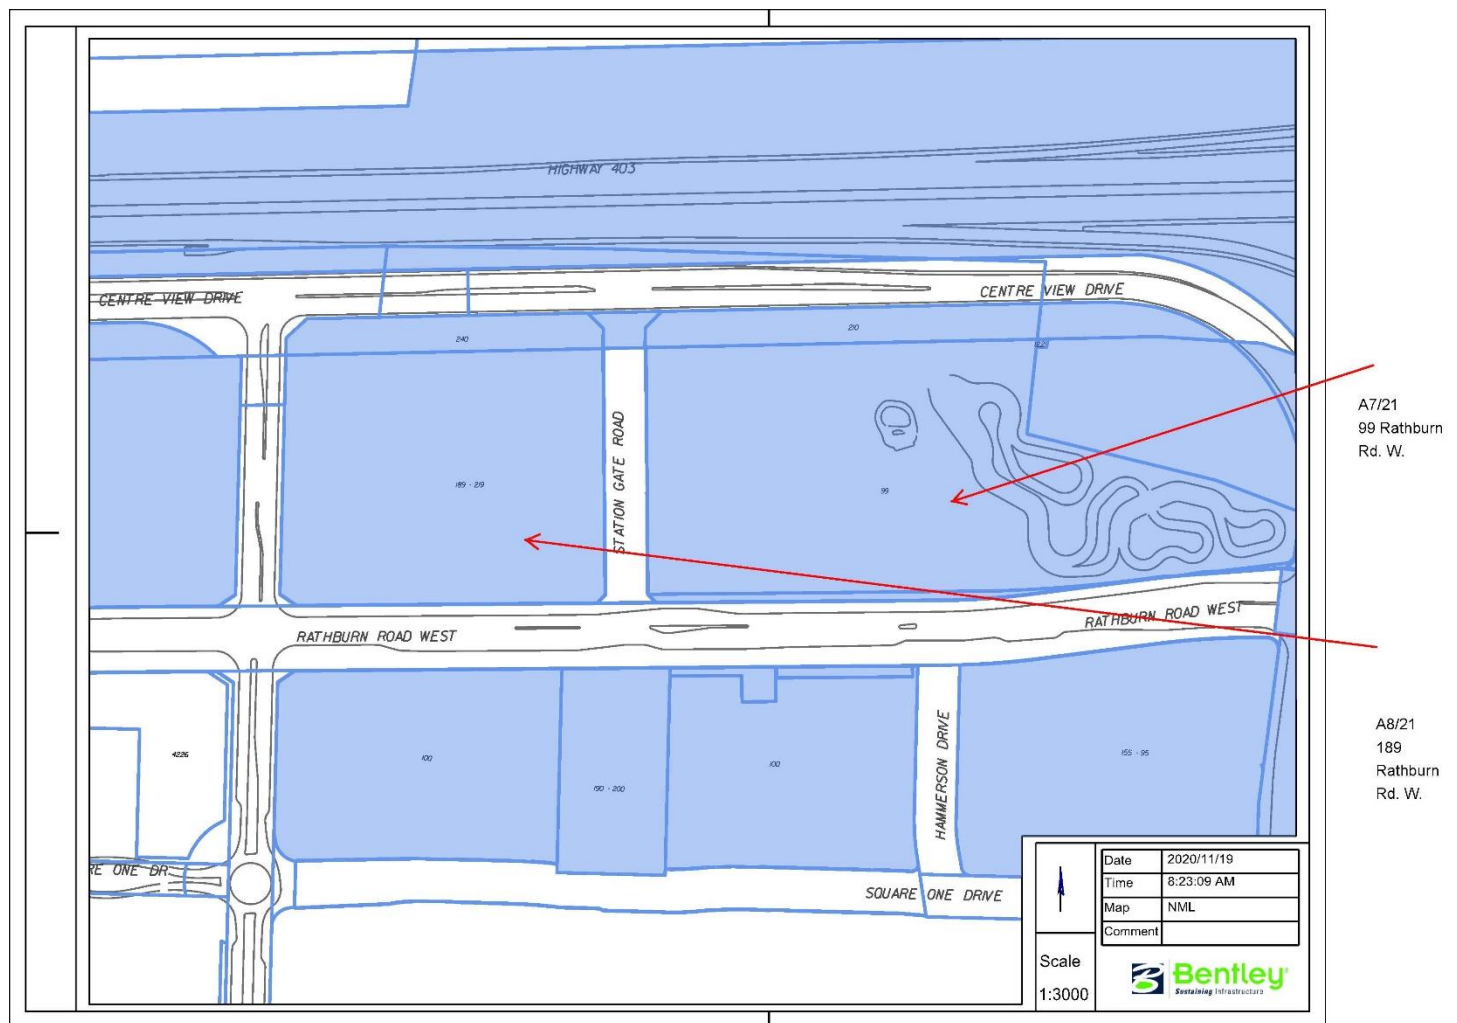 HIGHWAY 403
CENTRE VIEW DRIVE
CENTRE VIEW DRIVE
240
210
A7/21
99 Rathburn
Rd. W.
STATION GATE ROAD
189 - 219
99
RATHBURN ROAD WEST
RATHBURN ROAD WEST
A8/21
189
Rathburn
Rd. W.
4226
100
190 - 200
100
HAMMERSON DRIVE
155 - 95
RE ONE DR
SQUARE ONE DRIVE
Date 2020/11/19
Time 8:23:09 AM
Map NML
Comment
Scale
1:3000
Bentley
Sustaining Infrastructure